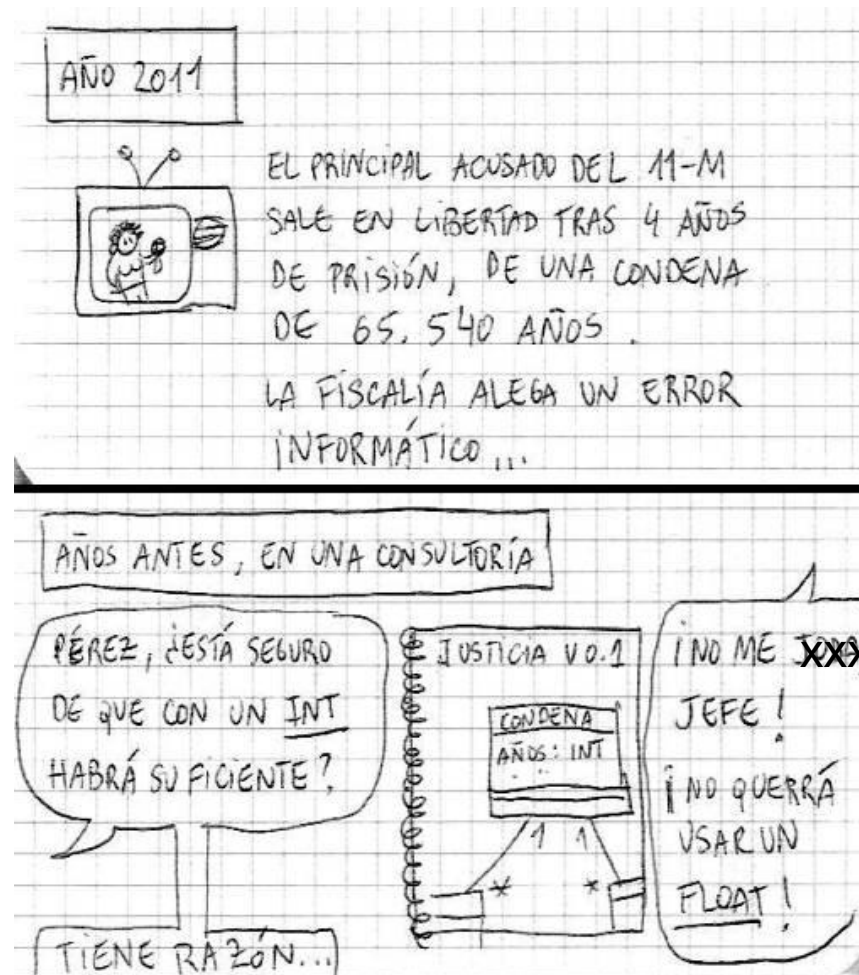 AÑO 2011
EL PRINCIPAL ACUSADO DEL 11-M
SALE EN LIBERTAD TRAS 4 AÑOS
DE PRISIÓN, DE UNA CONDENA
DE 65.540 AÑOS.
LA FISCALÍA ALEGA UN ERROR
INFORMÁTICO...
AÑOS ANTES, EN UNA CONSULTORÍA
PÉREZ, ¿ESTÁ SEGURO
DE QUE CON UN INT
HABRÁ SUFICIENTE?
TIENE RAZÓN...
JUSTICIA V0.1
CONDENA
AÑOS: INT
1 1
* *
¡NO ME
JEFE!
¡NO QUERRÁ
USAR UN
FLOAT!